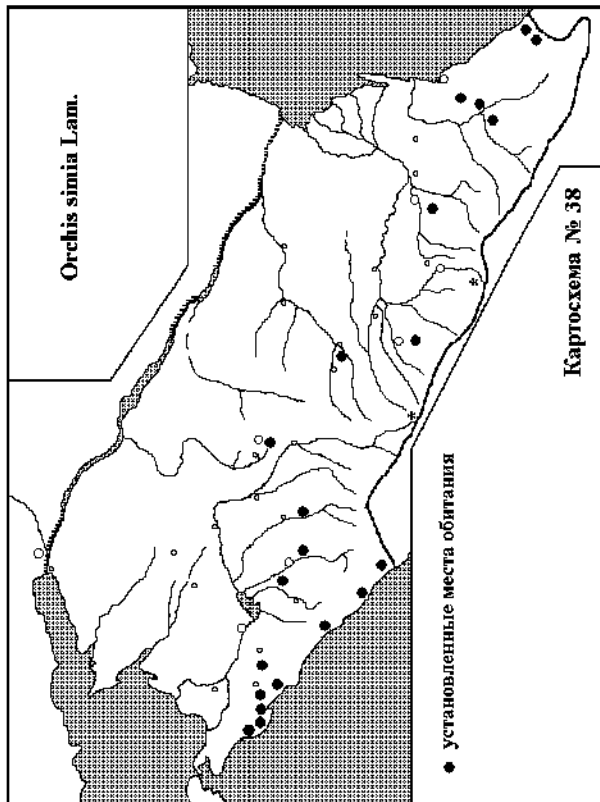 Orchis simia Lam.
Картосхема № 38
установленные места обитания